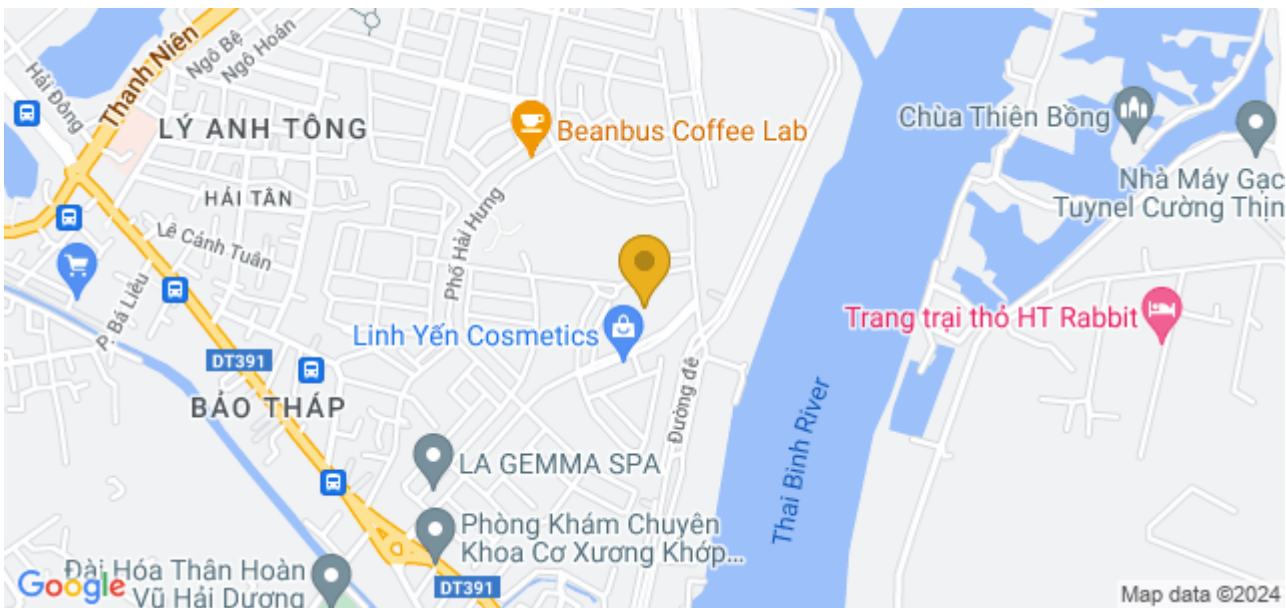 Thanh Niên
Hải Đông
Ngô Bệ
Ngô Hoán
LÝ ANH TÔNG
HẢI TÂN
Lê Cảnh Tuân
P. Bá Liễu
Phố Hải Hưng
Beanbus Coffee Lab
Chùa Thiên Bồng
Nhà Máy Gạc
Tuynel Cường Thịn
Linh Yến Cosmetics
Trang trại thỏ HT Rabbit
DT391
BẢO THÁP
Đường đê
Thai Binh River
LA GEMMA SPA
Phòng Khám Chuyên
Khoa Cơ Xương Khớp...
Đài Hóa Thân Hoàn
Vũ Hải Dương
DT391
Google
Map data ©2024